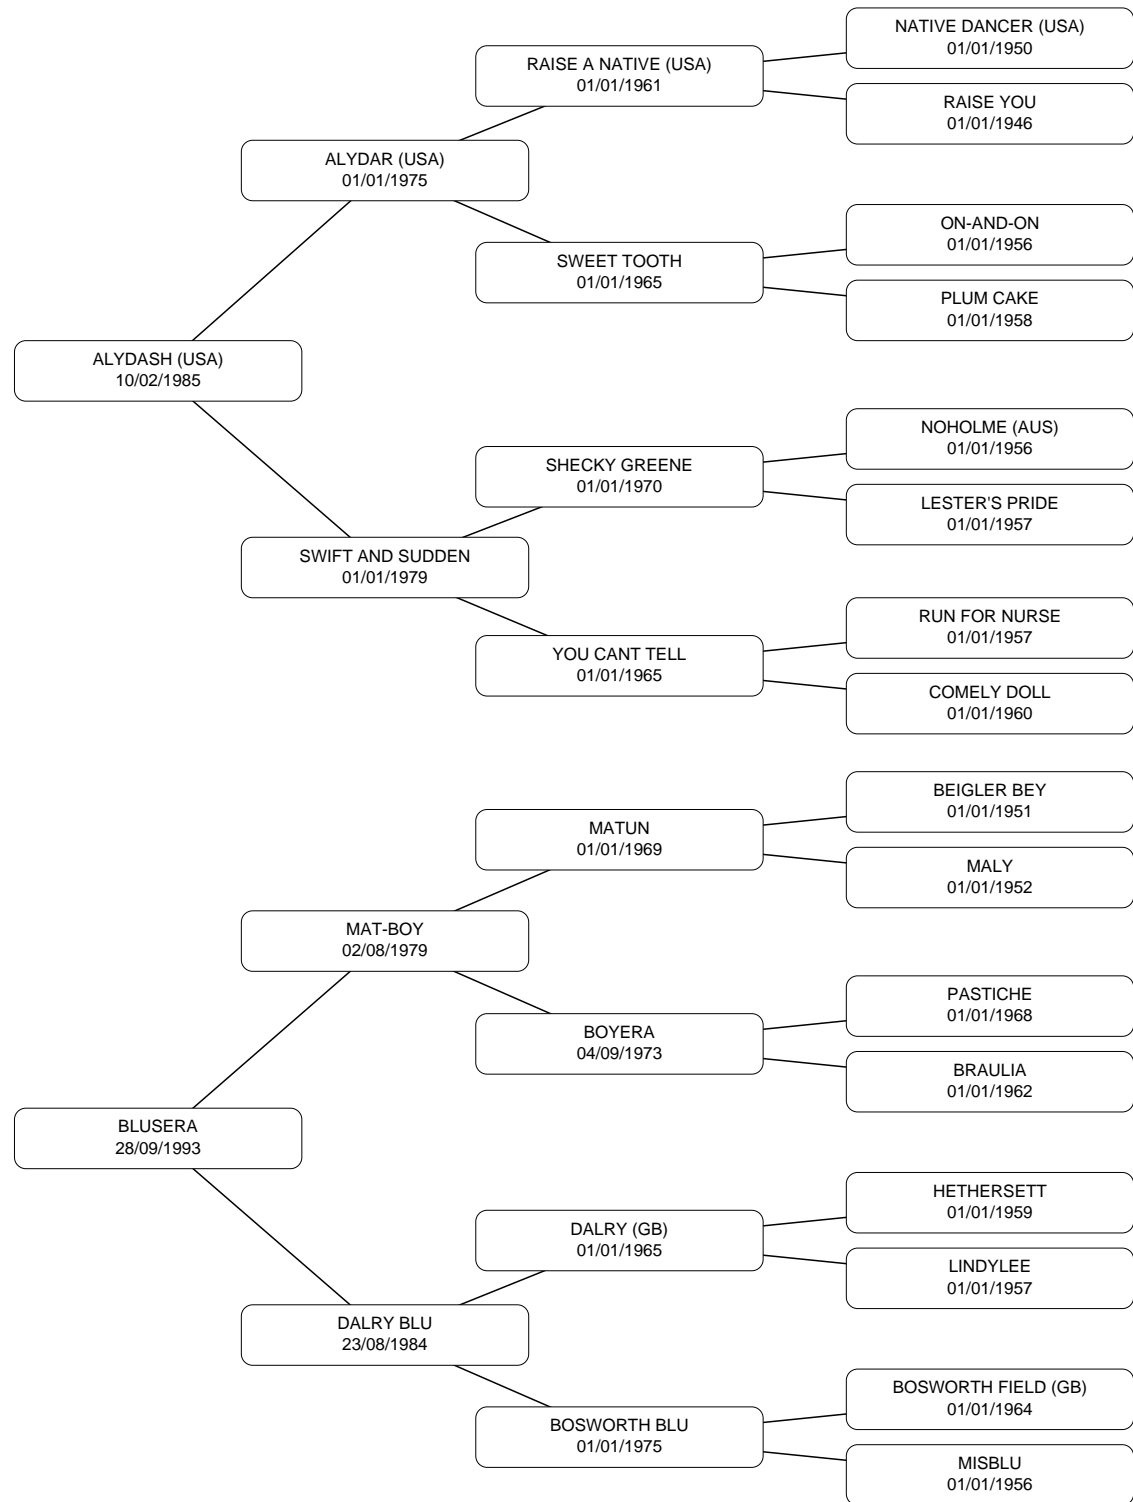 NATIVE DANCER (USA)
01/01/1950
RAISE A NATIVE (USA)
01/01/1961
RAISE YOU
01/01/1946
ALYDAR (USA)
01/01/1975
ON-AND-ON
01/01/1956
SWEET TOOTH
01/01/1965
PLUM CAKE
01/01/1958
ALYDASH (USA)
10/02/1985
NOHOLME (AUS)
01/01/1956
SHECKY GREENE
01/01/1970
LESTER'S PRIDE
01/01/1957
SWIFT AND SUDDEN
01/01/1979
RUN FOR NURSE
01/01/1957
YOU CANT TELL
01/01/1965
COMELY DOLL
01/01/1960
BEIGLER BEY
01/01/1951
MATUN
01/01/1969
MALY
01/01/1952
MAT-BOY
02/08/1979
PASTICHE
01/01/1968
BOYERA
04/09/1973
BRAULIA
01/01/1962
BLUSERA
28/09/1993
HETHERSETT
01/01/1959
DALRY (GB)
01/01/1965
LINDYLEE
01/01/1957
DALRY BLU
23/08/1984
BOSWORTH FIELD (GB)
01/01/1964
BOSWORTH BLU
01/01/1975
MISBLU
01/01/1956